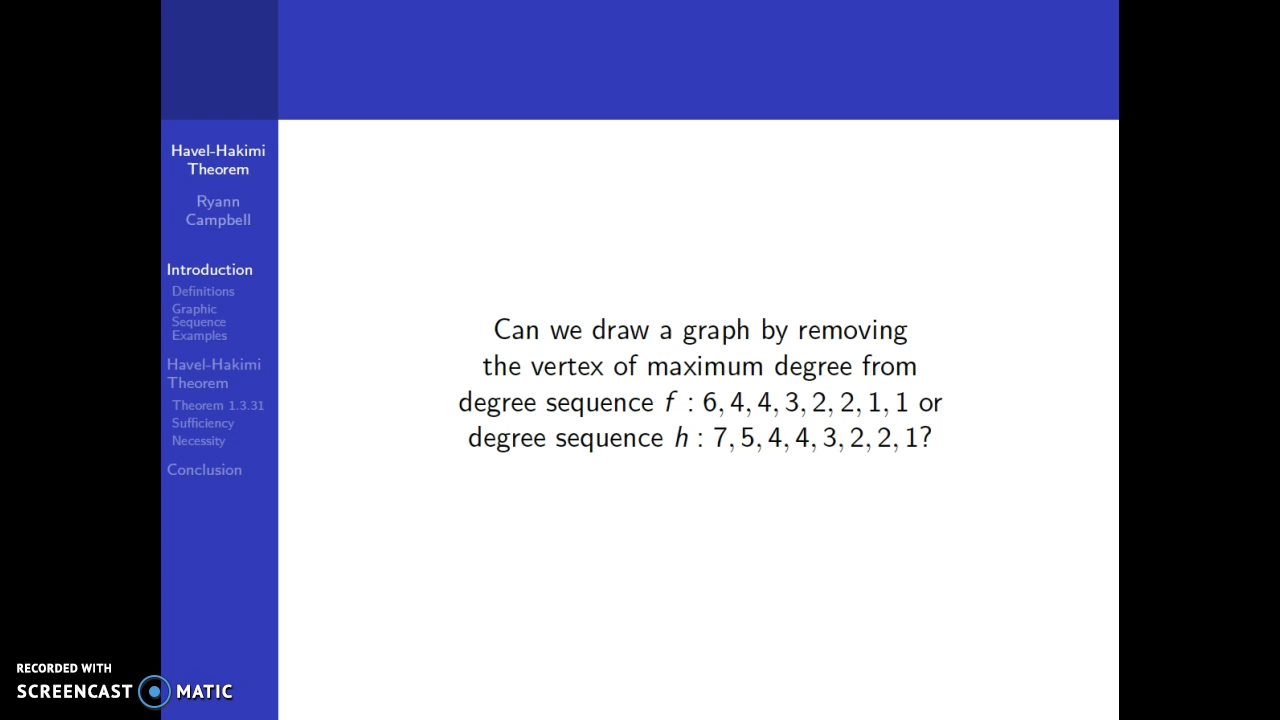 Havel-Hakimi
Theorem
Ryann
Campbell
Introduction
Definitions
Graphic
Sequence
Examples
Havel-Hakimi
Theorem
Theorem 1.3.31
Sufficiency
Necessity
Conclusion
Can we draw a graph by removing
the vertex of maximum degree from
degree sequence f : 6, 4, 4, 3, 2, 2, 1, 1 or
degree sequence h : 7, 5, 4, 4, 3, 2, 2, 1?
RECORDED WITH
SCREENCAST MATIC